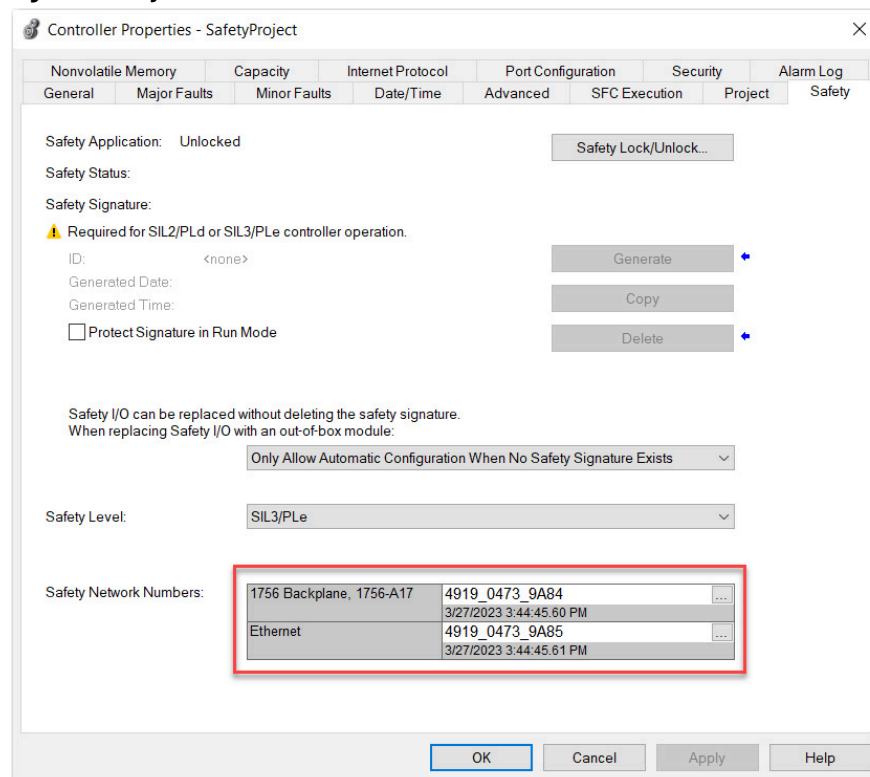 Controller Properties - SafetyProject
Nonvolatile Memory Capacity Internet Protocol Port Configuration Security Alarm Log
General Major Faults Minor Faults Date/Time Advanced SFC Execution Project Safety
Safety Application: Unlocked Safety Lock/Unlock...
Safety Status:
Safety Signature:
Required for SIL2/PLd or SIL3/PLe controller operation.
ID: <none> Generate
Generated Date:
Copy
Generated Time:
Protect Signature in Run Mode
Delete
Safety I/O can be replaced without deleting the safety signature.
When replacing Safety I/O with an out-of-box module:
Only Allow Automatic Configuration When No Safety Signature Exists
Safety Level: SIL3/PLe
Safety Network Numbers: 1756 Backplane, 1756-A17 4919_0473_9A84 ...
3/27/2023 3:44:45.60 PM
Ethernet 4919_0473_9A85 ...
3/27/2023 3:44:45.61 PM
OK Cancel Apply Help